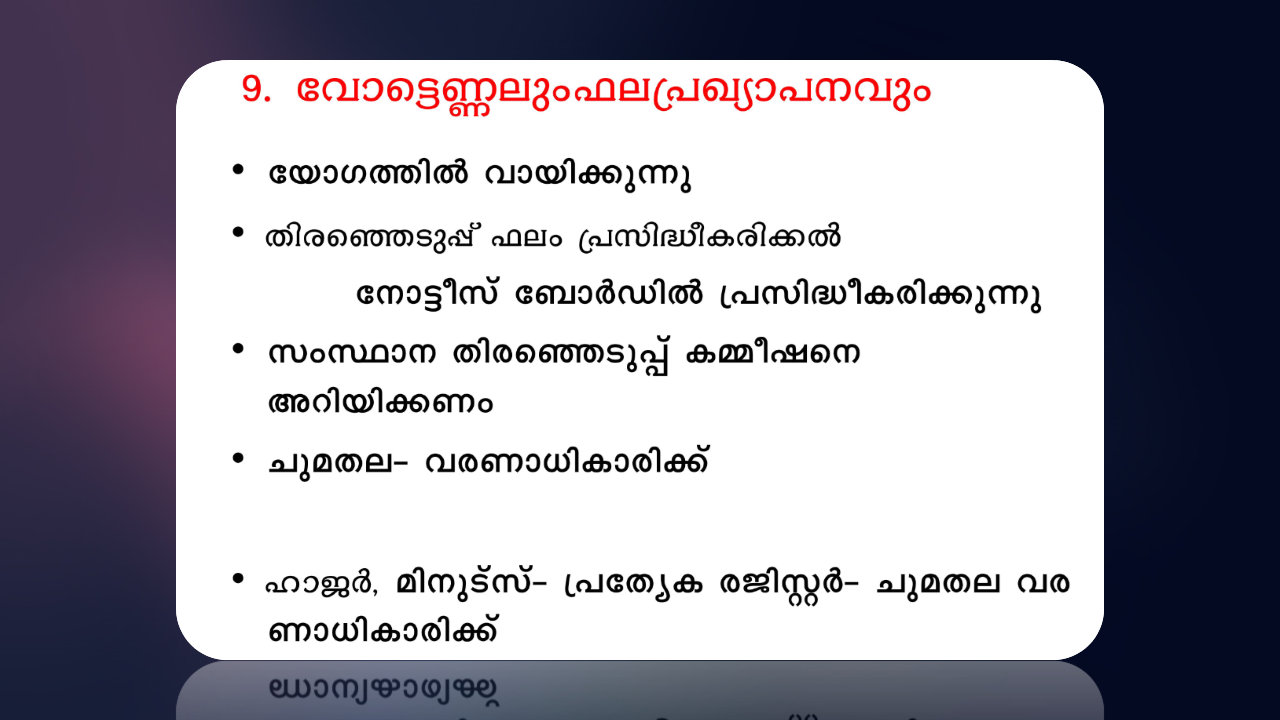 9. വോട്ടെണ്ണലുംഫലപ്രഖ്യാപനവും
• യോഗത്തിൽ വായിക്കുന്നു
• തിരഞ്ഞെടുപ്പ് ഫലം പ്രസിദ്ധീകരിക്കൽ
നോട്ടീസ് ബോർഡിൽ പ്രസിദ്ധീകരിക്കുന്നു
• സംസ്ഥാന തിരഞ്ഞെടുപ്പ് കമ്മീഷനെ
അറിയിക്കണം
• ചുമതല- വരണാധികാരിക്ക്
• ഹാജർ, മിനുട്സ്- പ്രത്യേക രജിസ്റ്റർ- ചുമതല വര
ണാധികാരിക്ക്